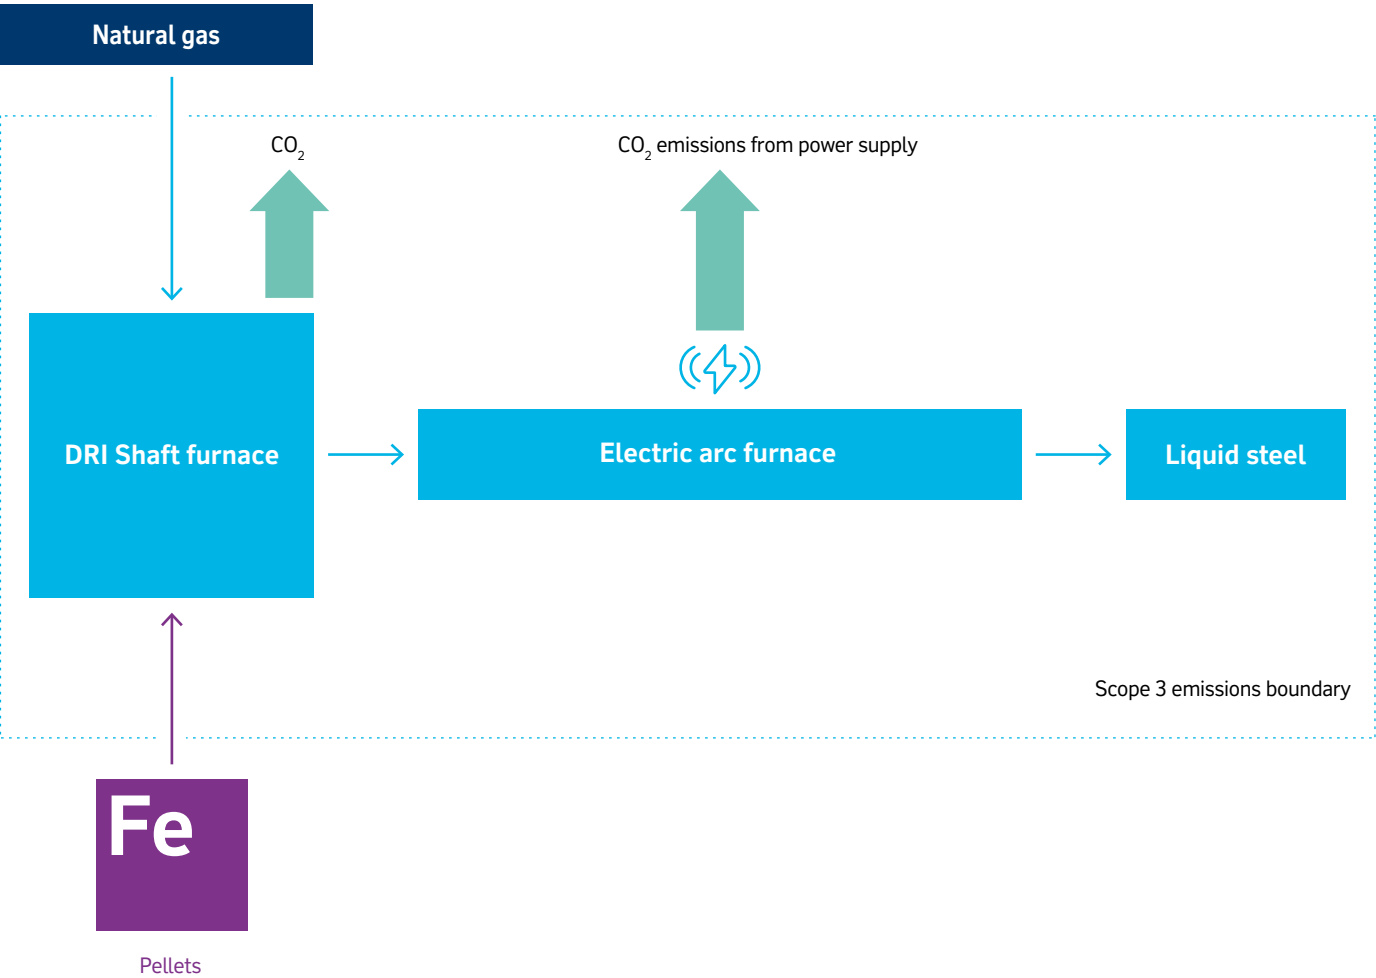 Natural gas
CO₂
CO₂ emissions from power supply
DRI Shaft furnace
Electric arc furnace
Liquid steel
Scope 3 emissions boundary
Fe
Pellets